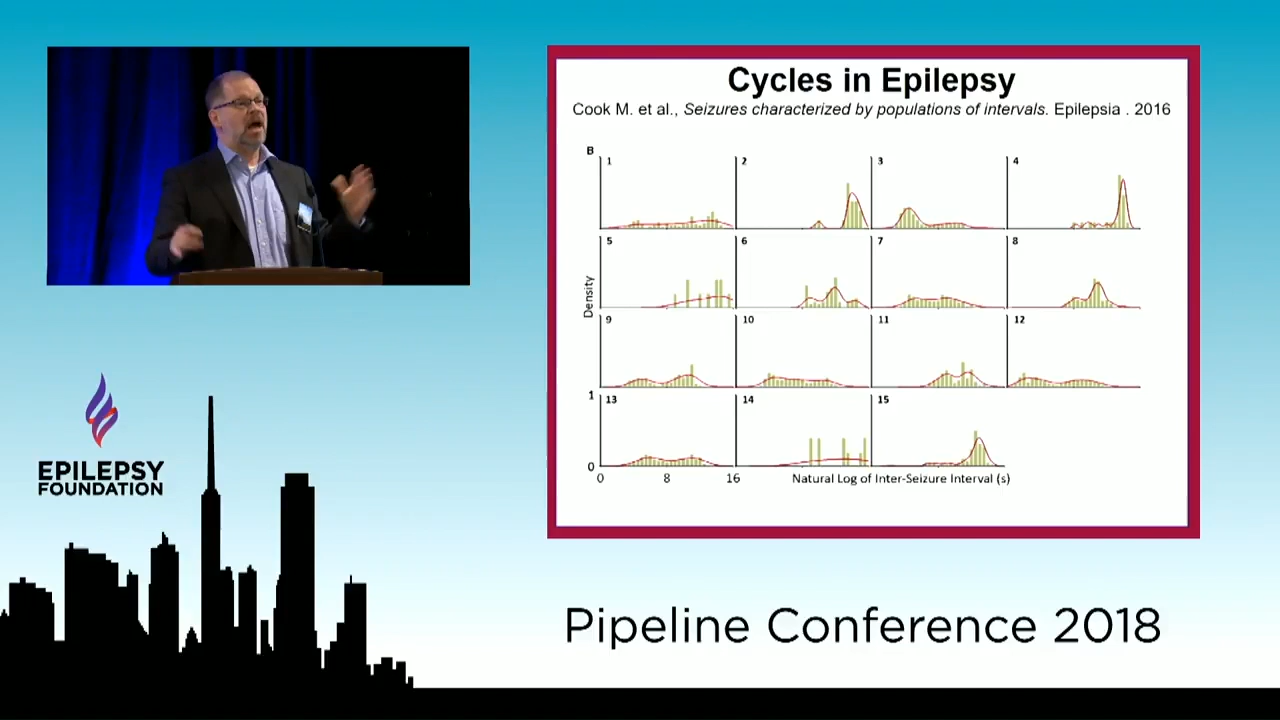 Cycles in Epilepsy
Cook M. et al., Seizures characterized by populations of intervals. Epilepsia . 2016
B
1
2
3
4
5
6
7
8
Density
9
10
11
12
1
13
14
15
0
0
8
16
Natural Log of Inter-Seizure Interval (s)
EPILEPSY
FOUNDATION
Pipeline Conference 2018